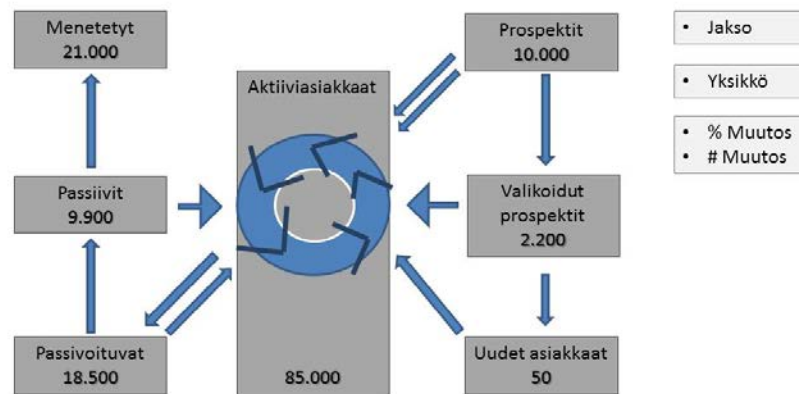 Menetetyt
21.000
Prospektit
10.000
• Jakso
Aktiiviasiakkaat
• Yksikkö
• % Muutos
• # Muutos
Passiivit
9.900
Valikoidut
prospektit
2.200
Passivoituvat
18.500
85.000
Uudet asiakkaat
50